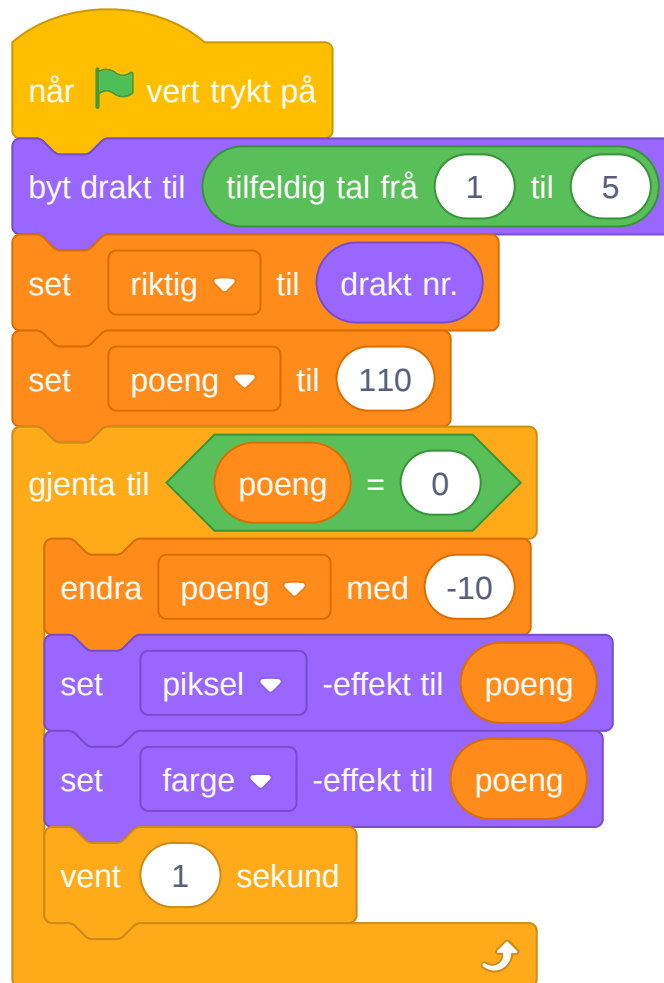 når vert trykt på
byt drakt til tilfeldig tal frå 1 til 5
set riktig til drakt nr.
set poeng til 110
gjenta til poeng = 0
endra poeng med -10
set piksel -effekt til poeng
set farge -effekt til poeng
vent 1 sekund